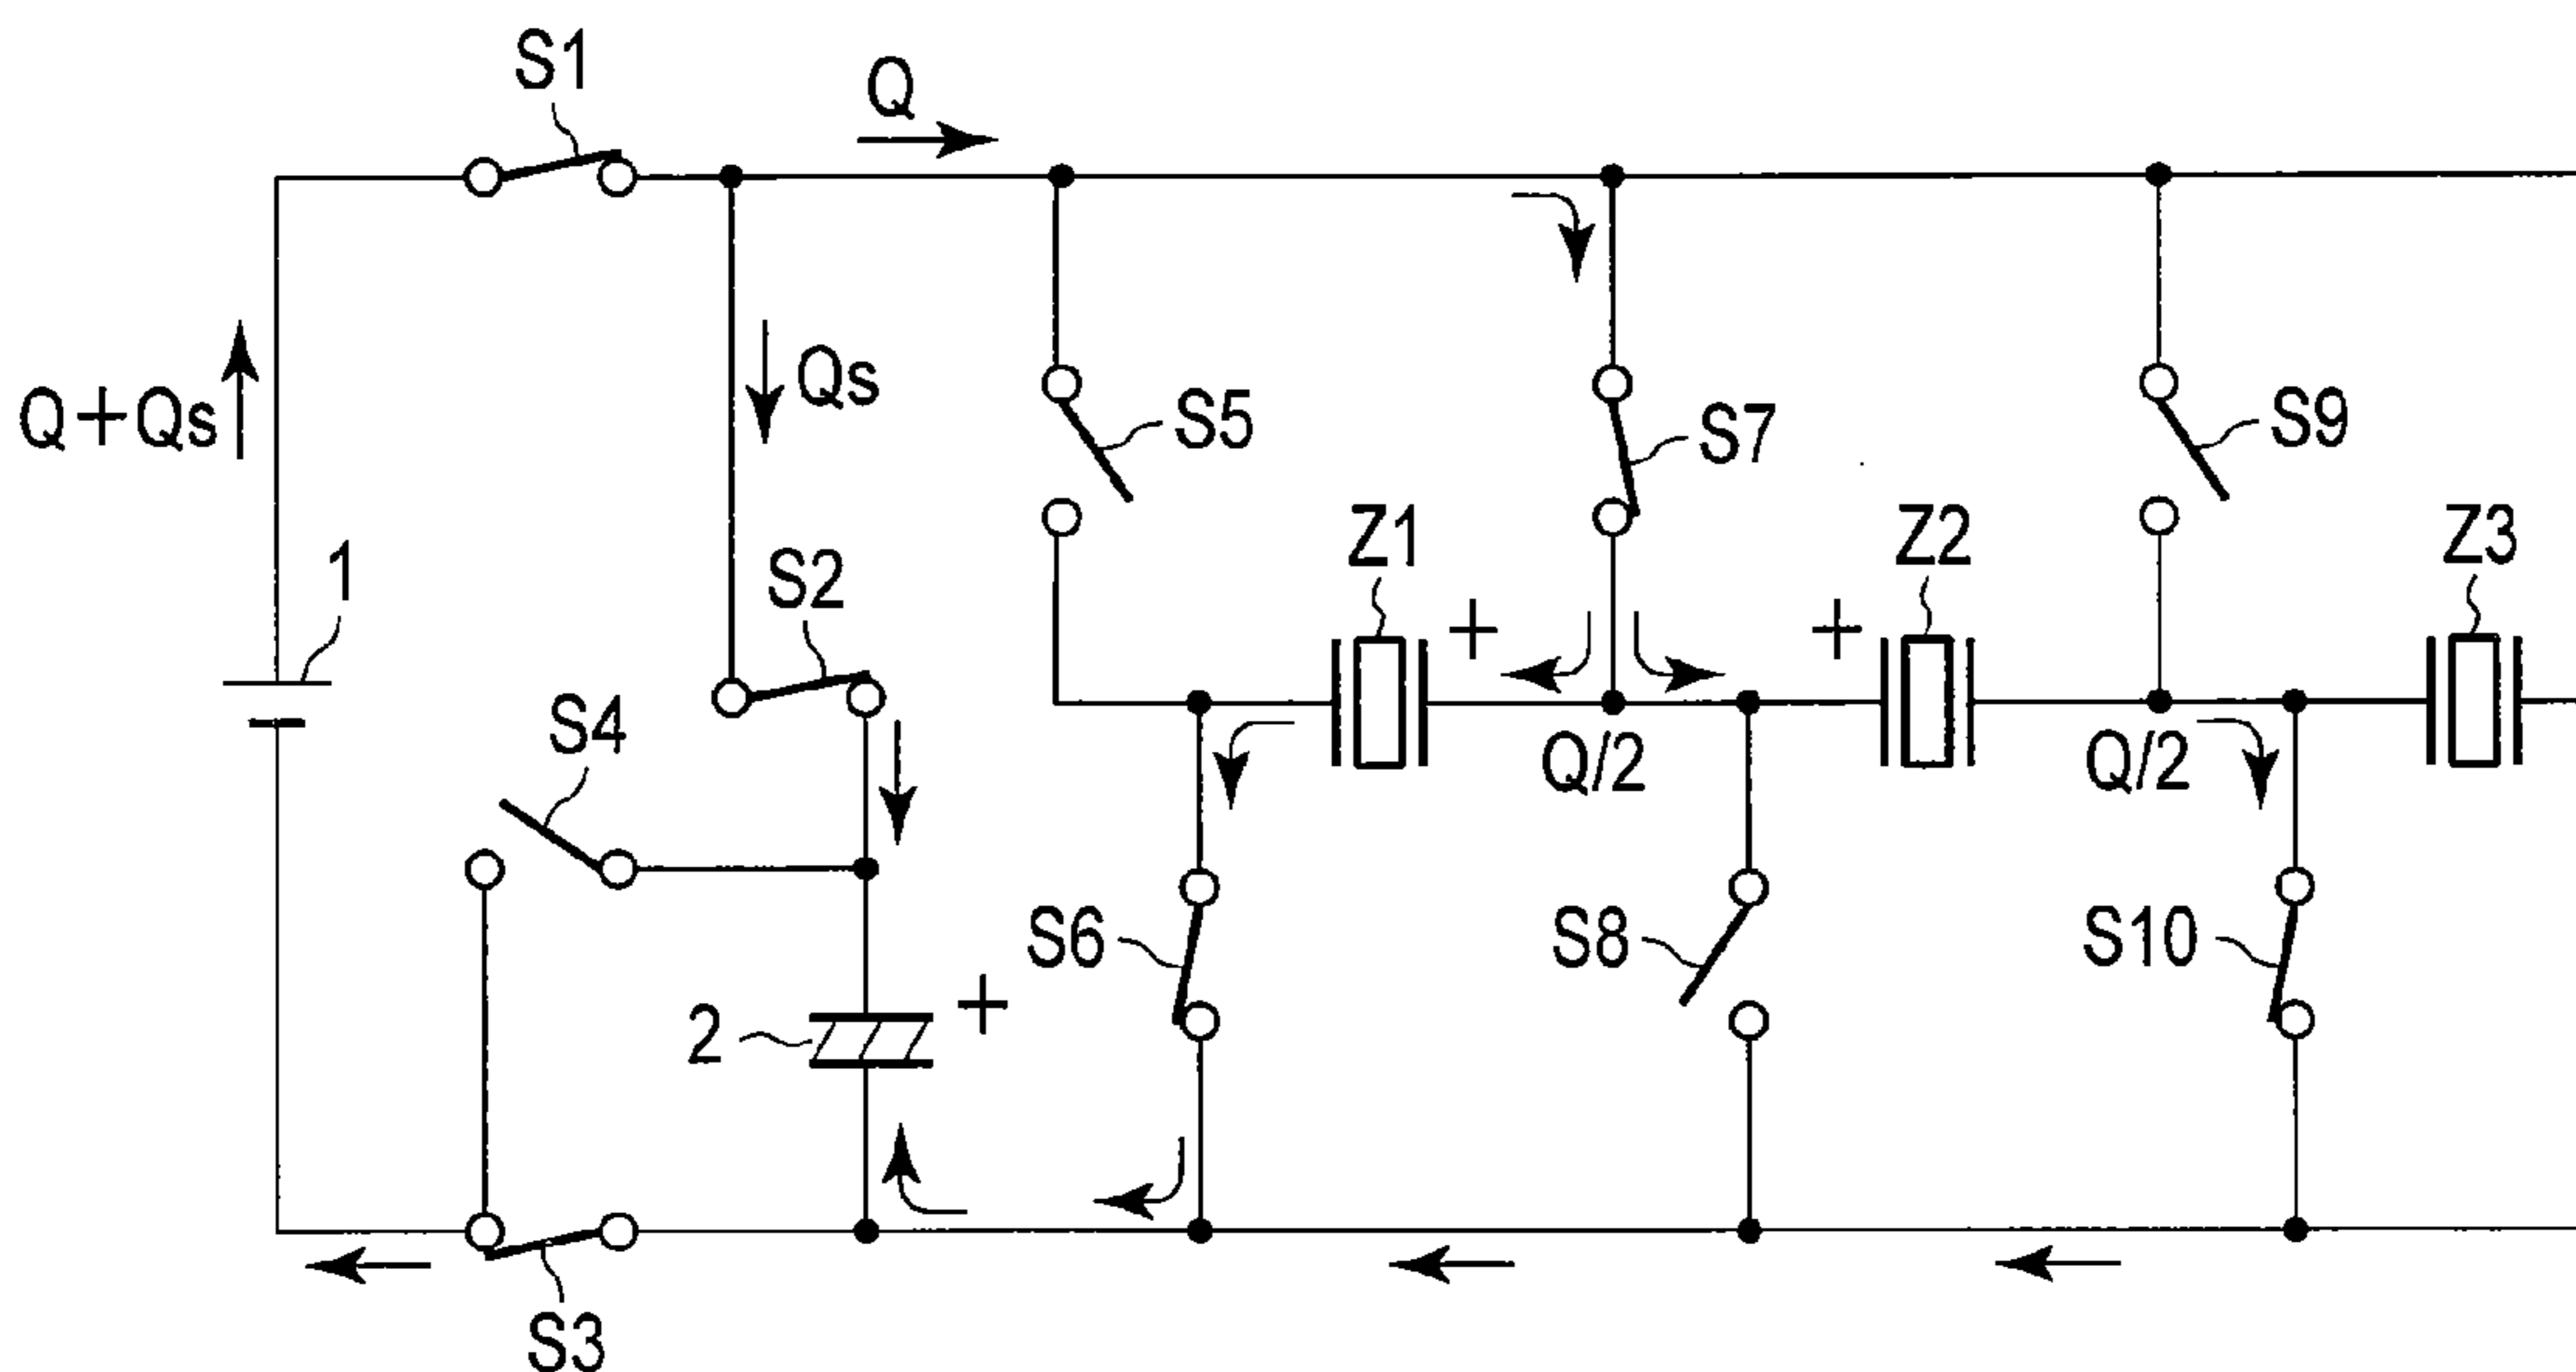 S1
Q
Q+Qs
Qs
S5
S7
S9
1
S2
Z1
Z2
Z3
+
+
S4
Q/2
Q/2
S6
S8
S10
2
+
S3